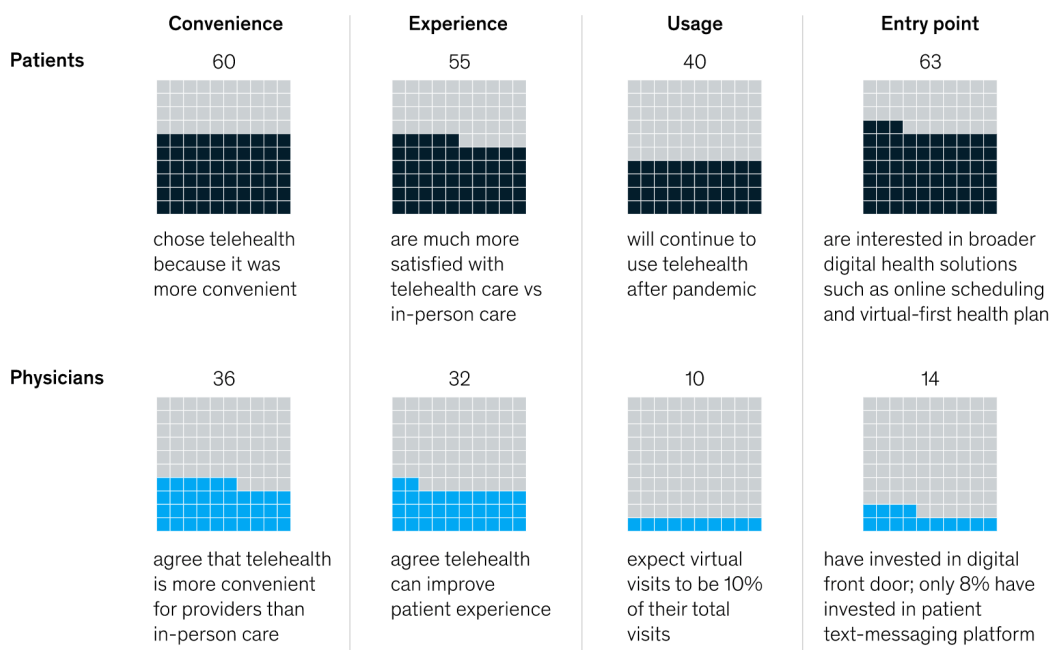 Convenience
Experience
Usage
Entry point
Patients
60
55
40
63
chose telehealth
because it was
more convenient
are much more
satisfied with
telehealth care vs
in-person care
will continue to
use telehealth
after pandemic
are interested in broader
digital health solutions
such as online scheduling
and virtual-first health plan
Physicians
36
32
10
14
agree that telehealth
is more convenient
for providers than
in-person care
agree telehealth
can improve
patient experience
expect virtual
visits to be 10%
of their total
visits
have invested in digital
front door; only 8% have
invested in patient
text-messaging platform